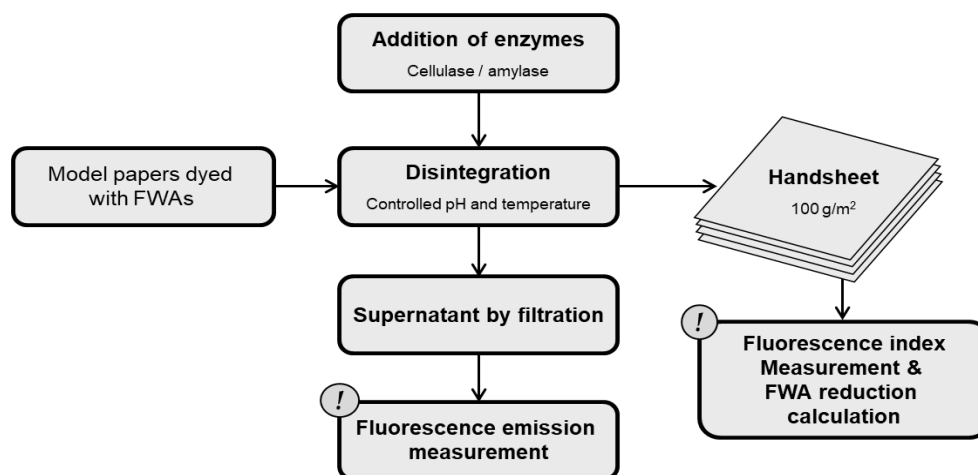 Addition of enzymes
Cellulase / amylase
Model papers dyed
with FWAs
Disintegration
Controlled pH and temperature
Handsheet
100 g/m²
Supernatant by filtration
!
Fluorescence index
Measurement &
FWA reduction
calculation
!
Fluorescence emission
measurement